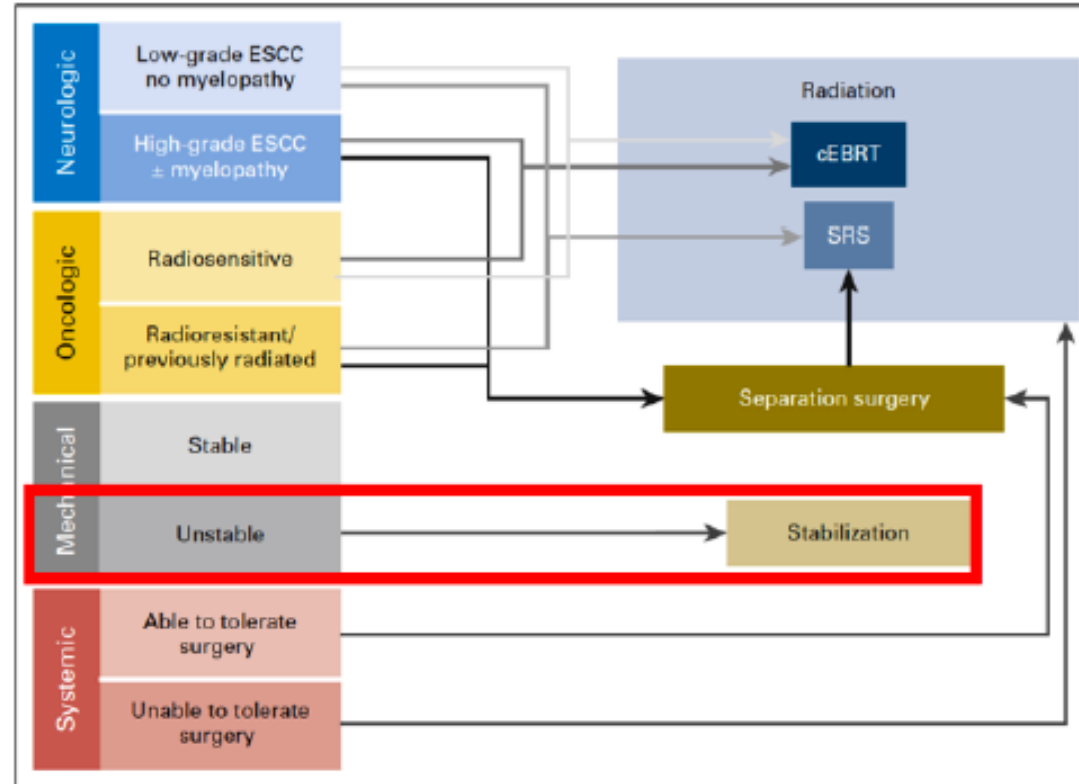 Neurologic
Low-grade ESCC
no myelopathy
High-grade ESCC
± myelopathy
Oncologic
Radiosensitive
Radioresistant/
previously radiated
Mechanical
Stable
Unstable
Systemic
Able to tolerate
surgery
Unable to tolerate
surgery
Radiation
cEBRT
SRS
Separation surgery
Stabilization